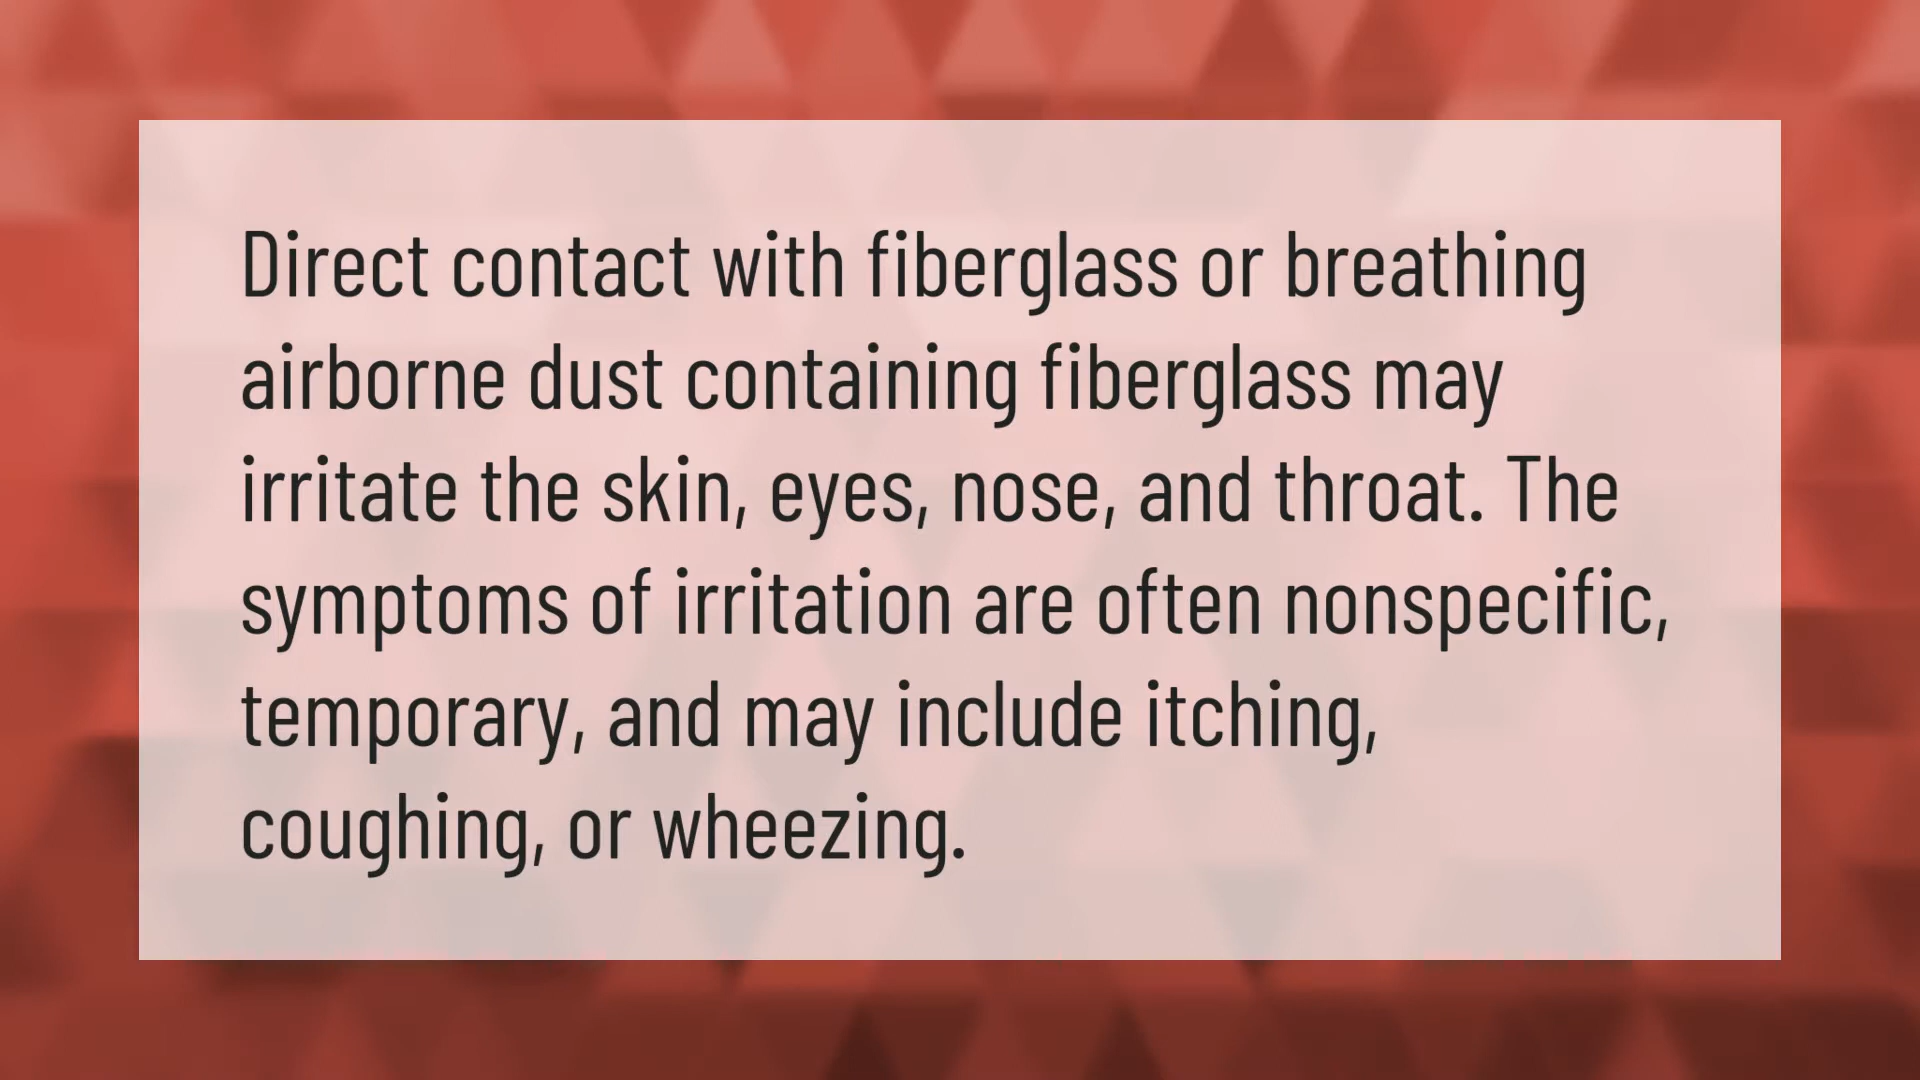 Direct contact with fiberglass or breathing
airborne dust containing fiberglass may
irritate the skin, eyes, nose, and throat. The
symptoms of irritation are often nonspecific,
temporary, and may include itching,
coughing, or wheezing.